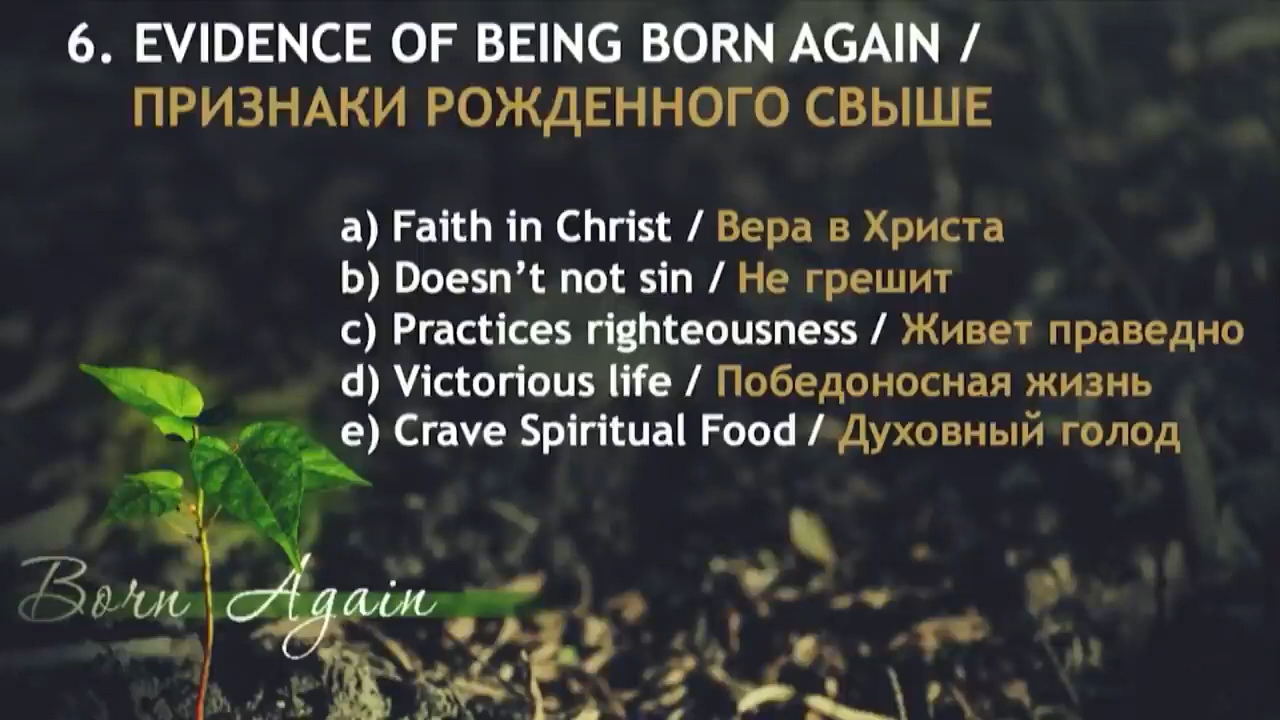 6. EVIDENCE OF BEING BORN AGAIN /
ПРИЗНАКИ РОЖДЕННОГО СВЫШЕ
a) Faith in Christ / Вера в Христа
b) Doesn’t not sin / Не грешит
c) Practices righteousness / Живет праведно
d) Victorious life / Победоносная жизнь
e) Crave Spiritual Food / Духовный голод
Born Again